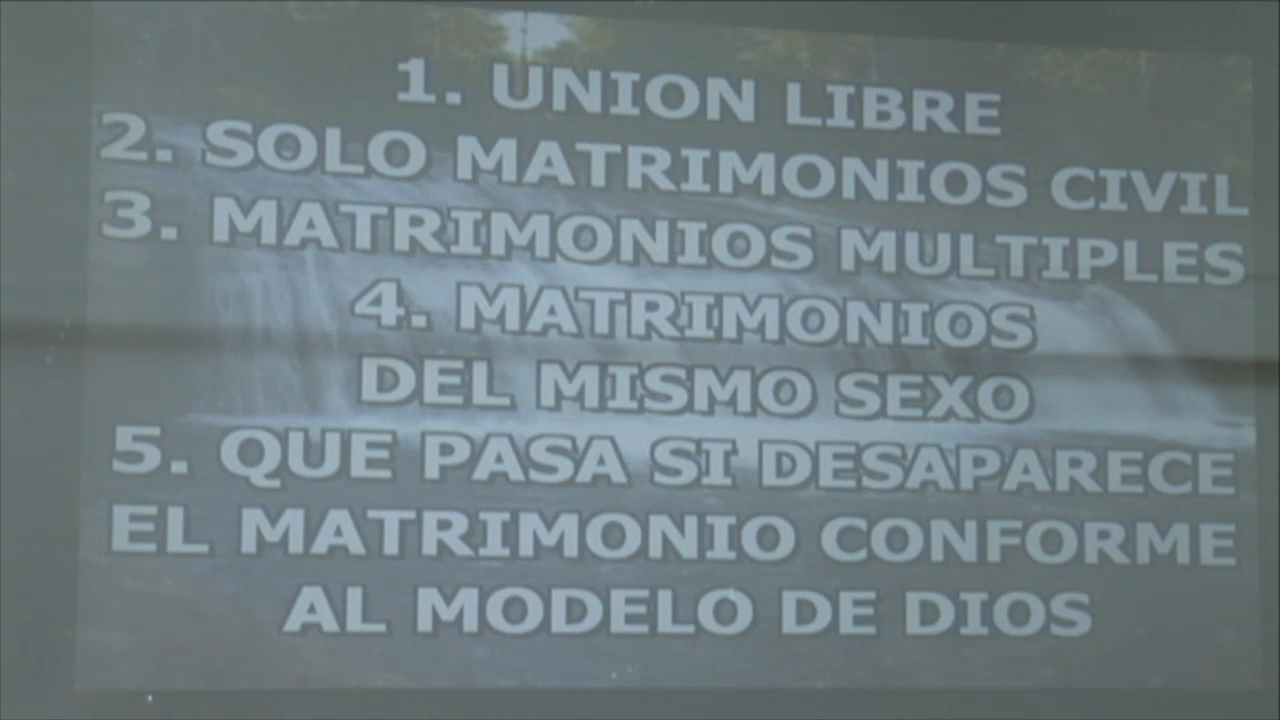 1. UNION LIBRE
2. SOLO MATRIMONIOS CIVIL
3. MATRIMONIOS MULTIPLES
4. MATRIMONIOS
DEL MISMO SEXO
5. QUE PASA SI DESAPARECE
EL MATRIMONIO CONFORME
AL MODELO DE DIOS